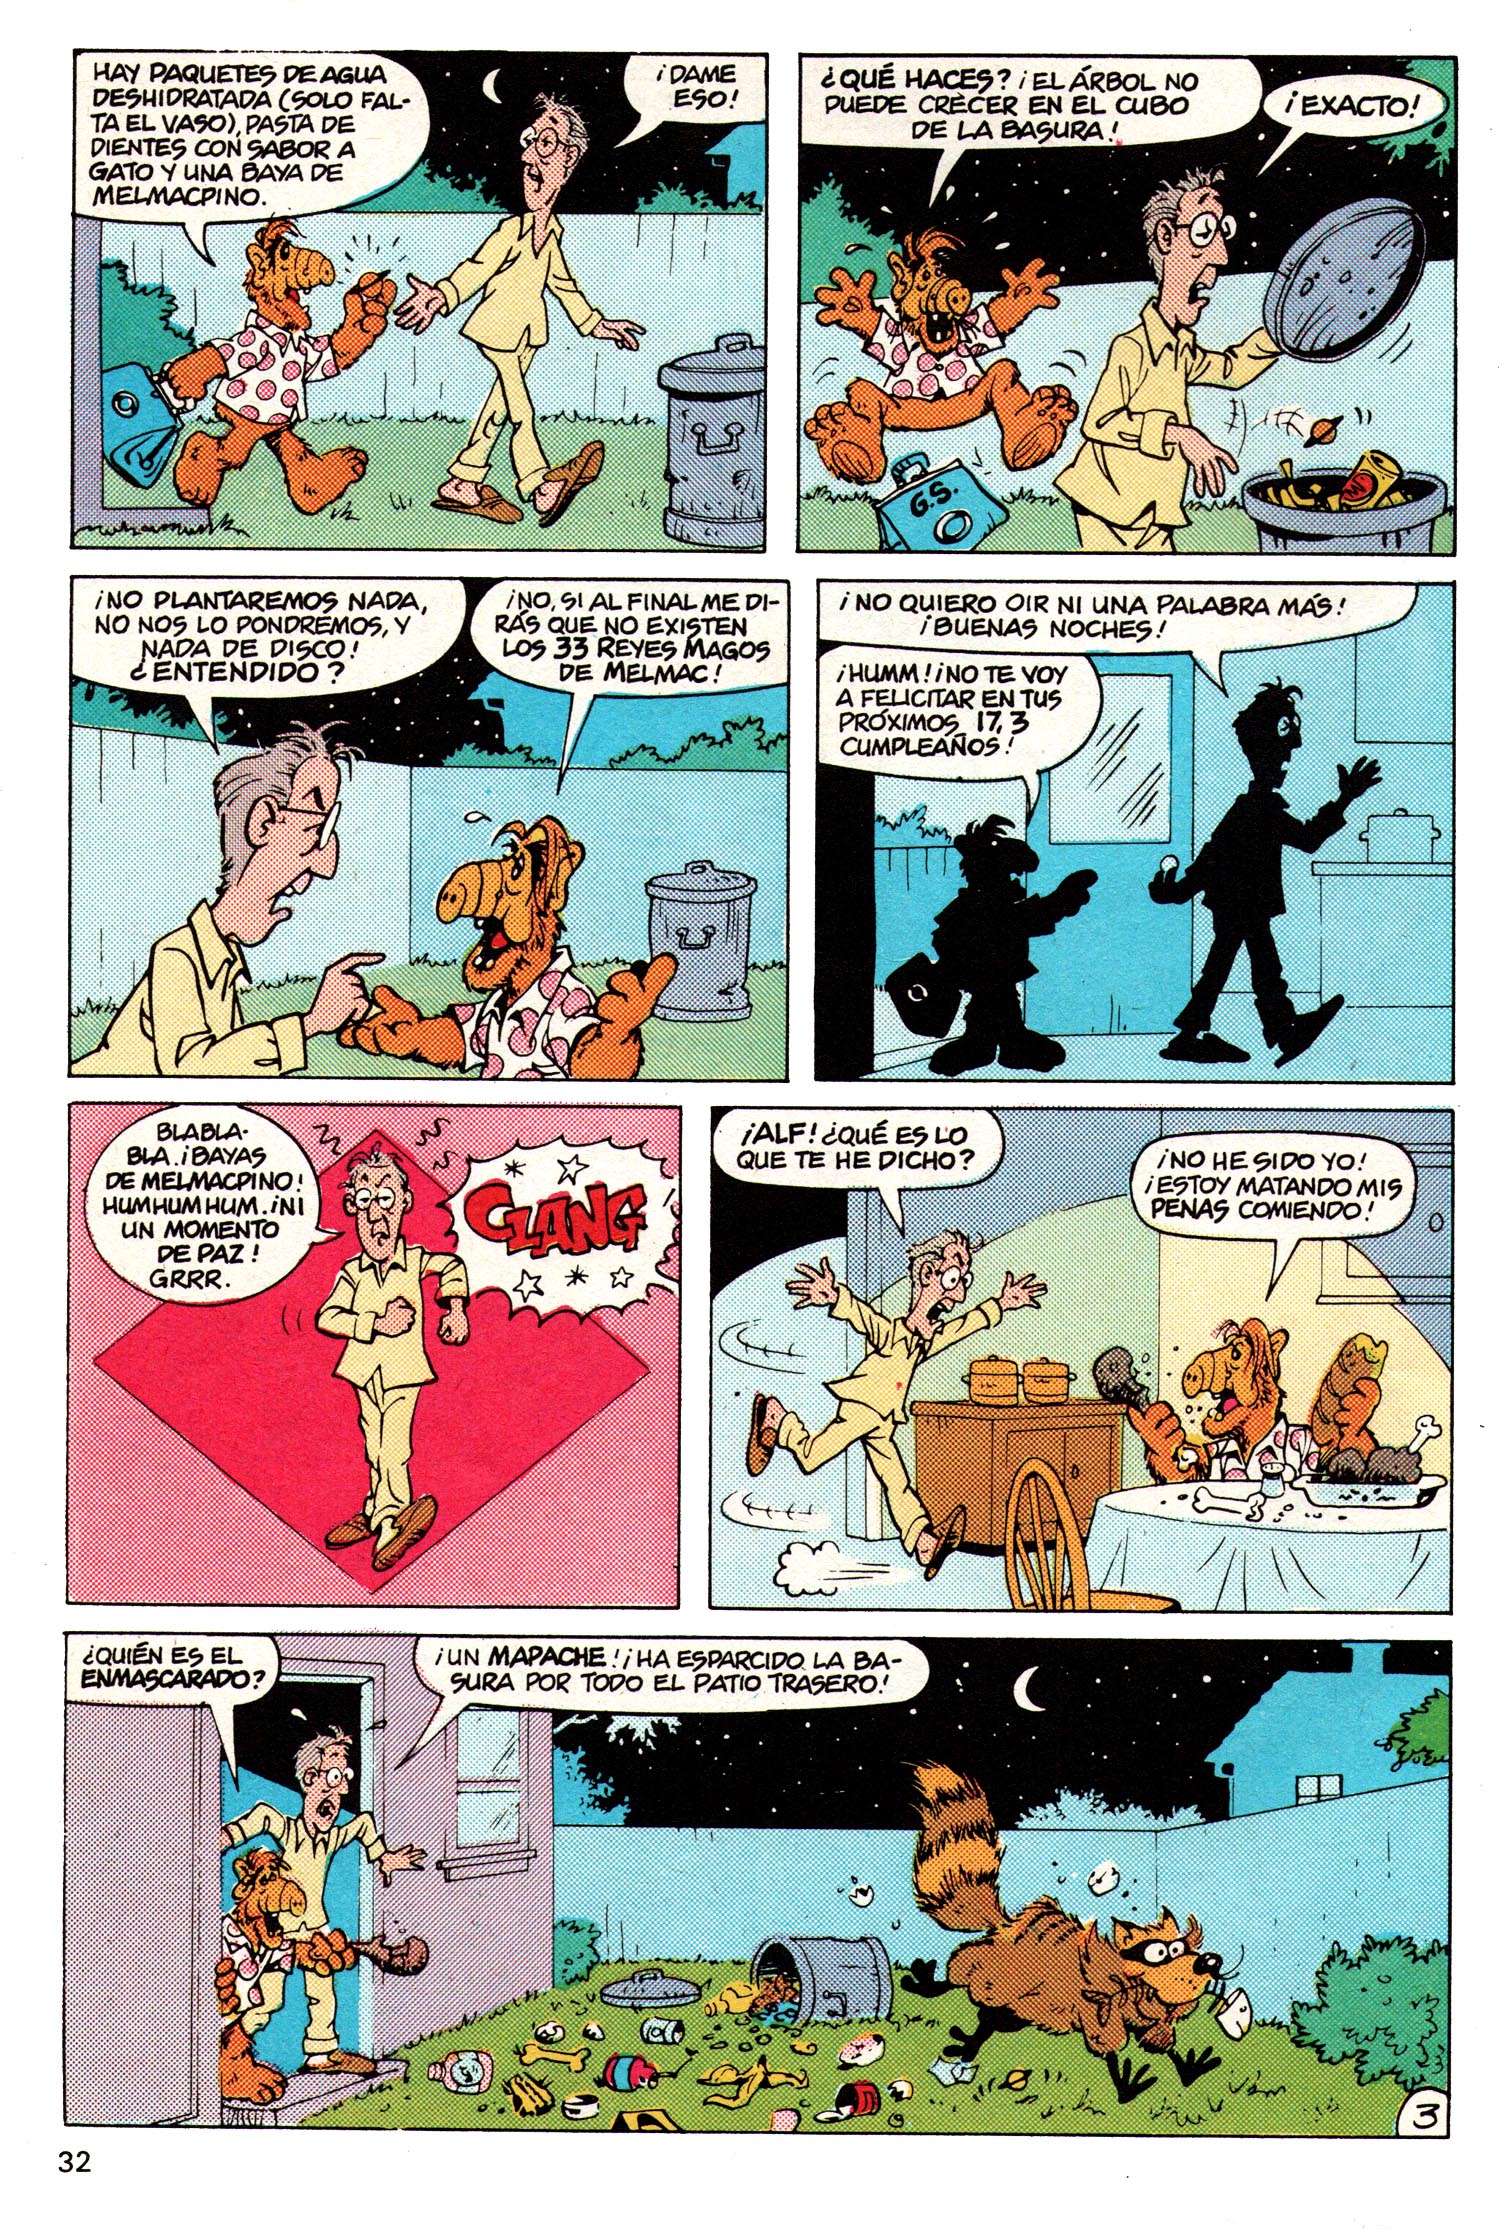 HAY PAQUETES DE AGUA
DESHIDRATADA (SOLO FAL-
TA EL VASO), PASTA DE
DIENTES CON SABOR A
GATO Y UNA BAYA DE
MELMACPINO.
¡DAME
ESO!
¿QUÉ HACES? ¡EL ÁRBOL NO
PUEDE CRECER EN EL CUBO
DE LA BASURA!
¡EXACTO!
G.S.
¡NO PLANTAREMOS NADA,
NO NOS LO PONDREMOS, Y
NADA DE DISCO!
¿ENTENDIDO?
¡NO, SI AL FINAL ME DI-
RÁS QUE NO EXISTEN
LOS 33 REYES MAGOS
DE MELMAC!
¡NO QUIERO OIR NI UNA PALABRA MÁS!
¡BUENAS NOCHES!
¡HUMM! ¡NO TE VOY
A FELICITAR EN TUS
PRÓXIMOS 17,3
CUMPLEAÑOS!
BLABLA-
BLA. ¡BAYAS
DE MELMACPINO!
HUMHUMHUM. ¡NI
UN MOMENTO
DE PAZ!
GRRR.
CLANG
¡ALF! ¿QUÉ ES LO
QUE TE HE DICHO?
¡NO HE SIDO YO!
¡ESTOY MATANDO MIS
PENAS COMIENDO!
¿QUIÉN ES EL
ENMASCARADO?
¡UN MAPACHE! ¡HA ESPARCIDO LA BA-
SURA POR TODO EL PATIO TRASERO!
3
32